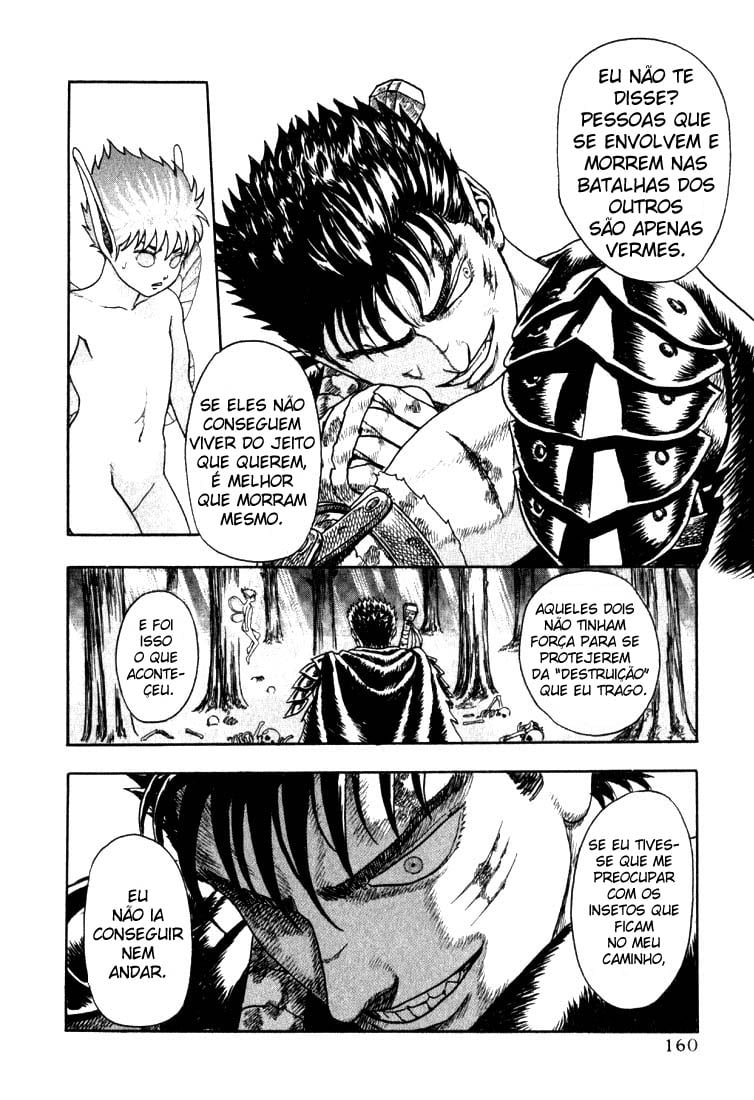 EU NÃO TE
DISSE?
PESSOAS QUE
SE ENVOLVEM E
MORREM NAS
BATALHAS DOS
OUTROS
SÃO APENAS
VERMES.
SE ELES NÃO
CONSEGUEM
VIVER DO JEITO
QUE QUEREM,
É MELHOR
QUE MORRAM
MESMO.
AQUELES DOIS
NÃO TINHAM
FORÇA PARA SE
PROTEJEREM
DA "DESTRUIÇÃO"
QUE EU TRAGO.
E FOI
ISSO
O QUE
ACONTE-
ÇEU.
SE EU TIVES-
SE QUE ME
PREOCUPAR
COM OS
INSETOS QUE
FICAM
NO MEU
CAMINHO,
EU
NÃO IA
CONSEGUIR
NEM
ANDAR.
160